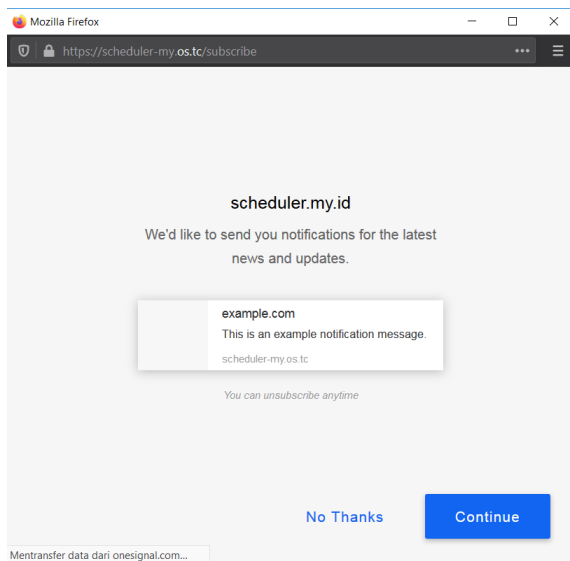 Mozilla Firefox
https://scheduler-my.os.tc/subscribe
scheduler.my.id
We'd like to send you notifications for the latest
news and updates.
example.com
This is an example notification message.
scheduler-my.os.tc
You can unsubscribe anytime
No Thanks
Continue
Mentransfer data dari onesignal.com...